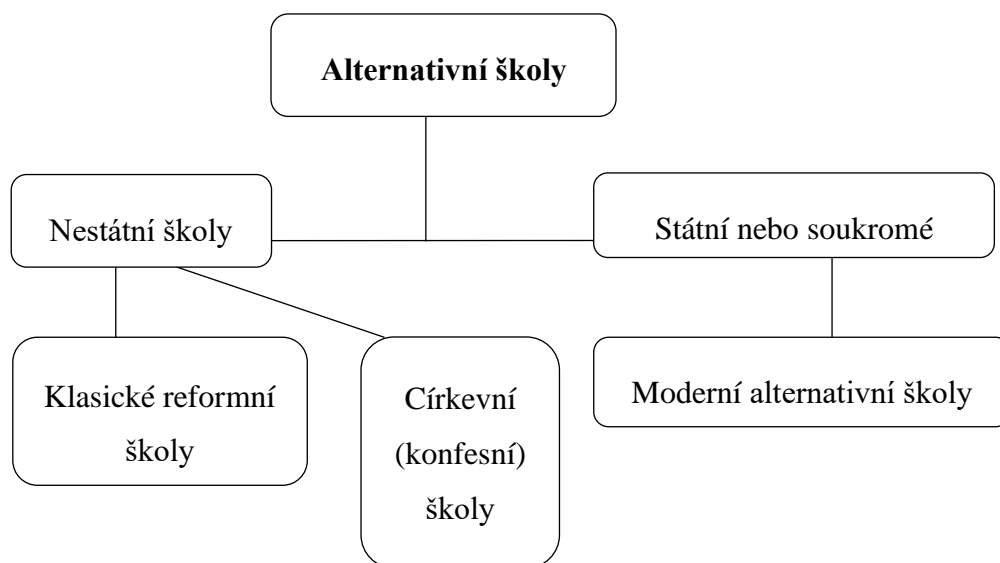 Alternativní školy
Nestátní školy
Státní nebo soukromé
Klasické reformní
školy
Církevní
(konfesní)
školy
Moderní alternativní školy